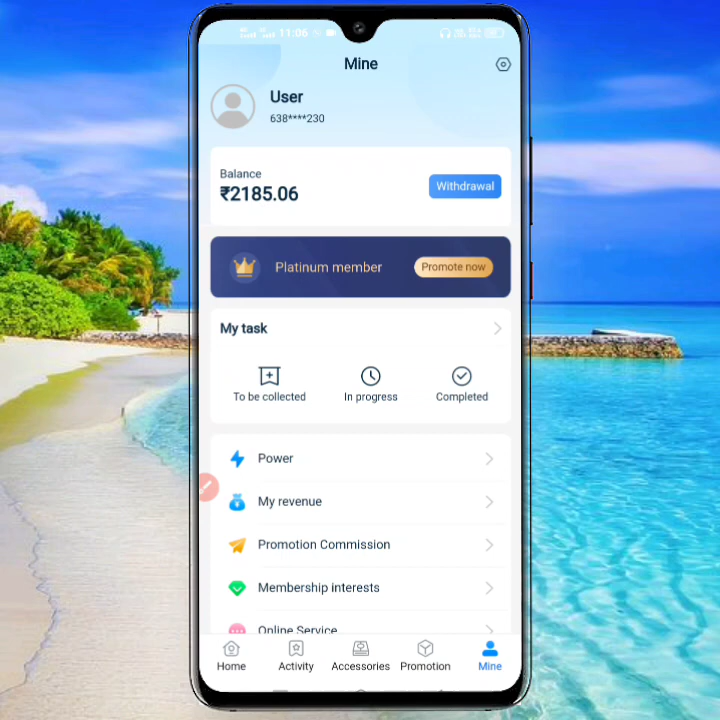 11:06
Mine
User
638****230
Balance
₹2185.06
Withdrawal
Platinum member
Promote now
My task
To be collected
In progress
Completed
Power
My revenue
Promotion Commission
Membership interests
Online Service
Home
Activity
Accessories
Promotion
Mine